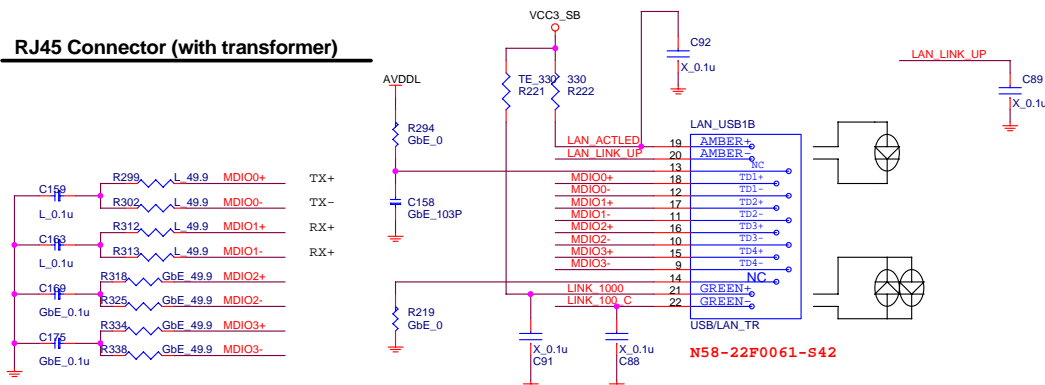 RJ45 Connector (with transformer)
VCC3_SB
C92
X_0.1u
LAN_LINK_UP
C89
X_0.1u
AVDDL
TE_330
R221
330
R222
R294
GbE_0
C158
GbE_103P
R219
GbE_0
LAN_USB1B
LAN_ACTLED 19 AMBER+
LAN_LINK_UP 20 AMBER-
13 NC
MDIO0+ 18 TD1+
MDIO0- 12 TD1-
MDIO1+ 17 TD2+
MDIO1- 11 TD2-
MDIO2+ 16 TD3+
MDIO2- 10 TD3-
MDIO3+ 15 TD4+
MDIO3- 9 TD4-
14 NC
LINK_1000 21 GREEN+
LINK_100_C 22 GREEN-
USB/LAN_TR
N58-22F0061-S42
X_0.1u
C91
X_0.1u
C88
C159
L_0.1u
R299 L_49.9 MDIO0+ TX+
R302 L_49.9 MDIO0- TX-
C163
L_0.1u
R312 L_49.9 MDIO1+ RX+
R313 L_49.9 MDIO1- RX+
C169
GbE_0.1u
R318 GbE_49.9 MDIO2+
R325 GbE_49.9 MDIO2-
C175
GbE_0.1u
R334 GbE_49.9 MDIO3+
R338 GbE_49.9 MDIO3-